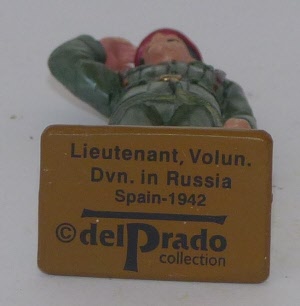 Lieutenant, Volun.
Dvn. in Russia
Spain-1942
© delPrado
collection